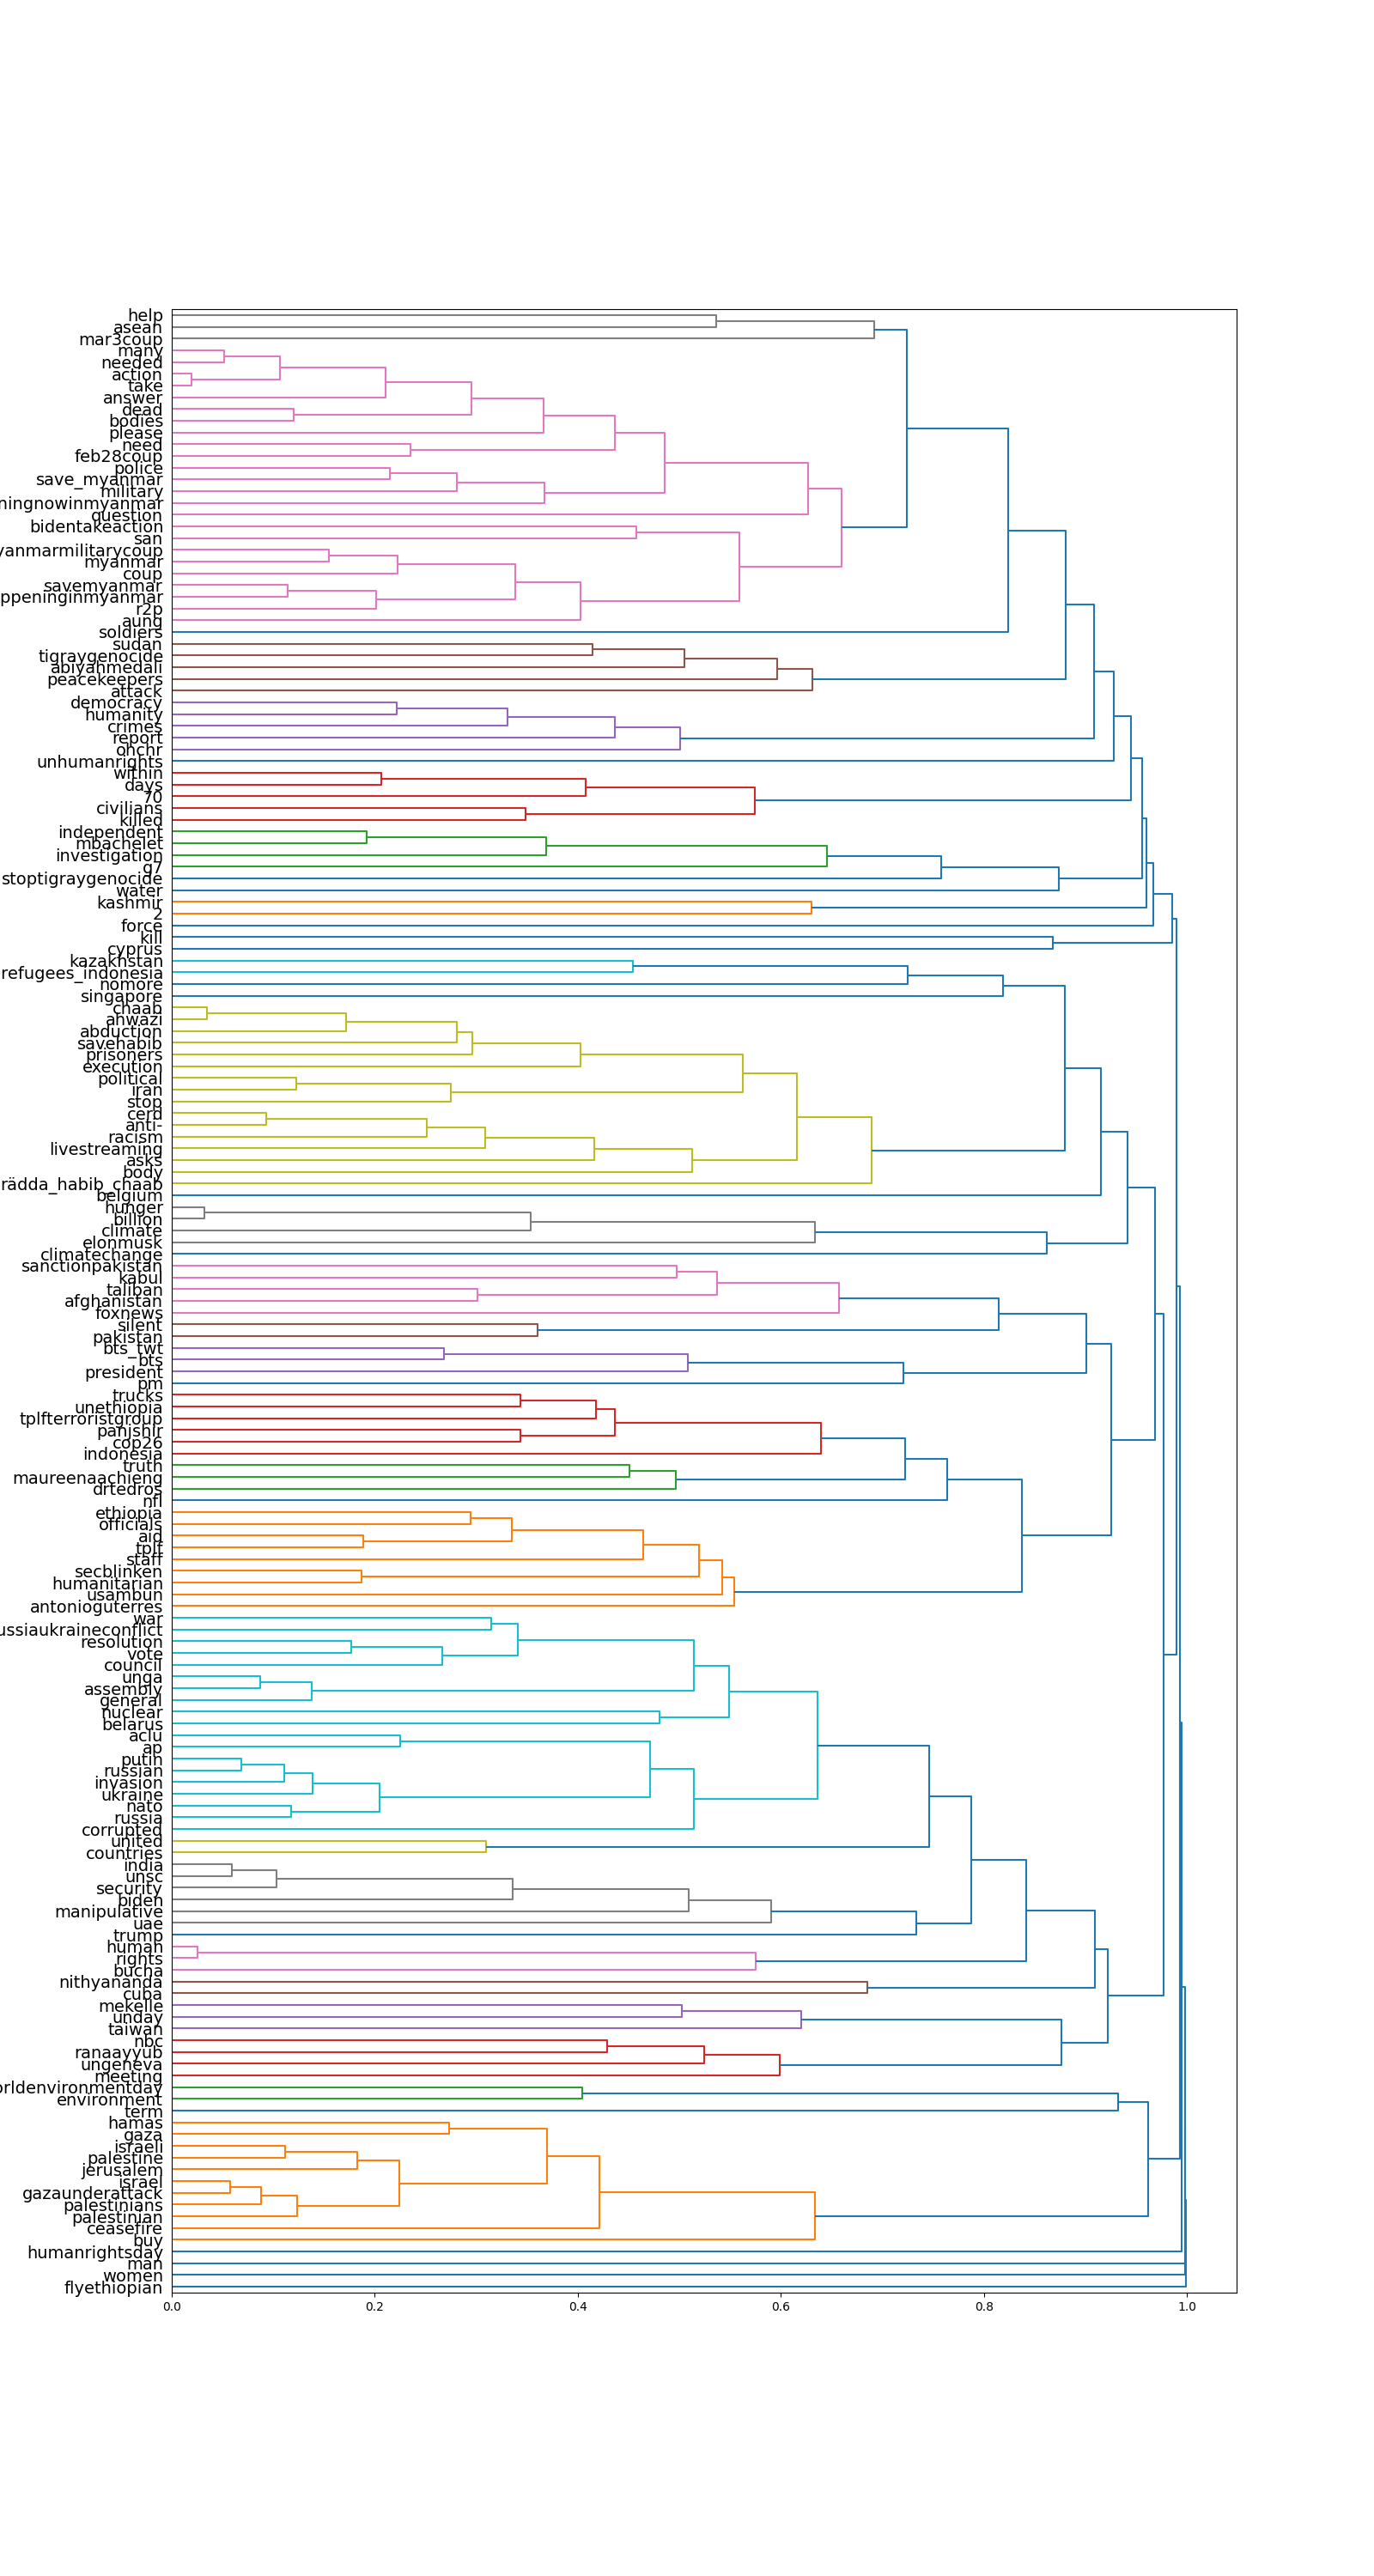 help
asean
mar3coup
many
needed
action
take
answer
dead
bodies
please
need
feb28coup
police
save_myanmar
military
ningnowinmyanmar
question
bidentakeaction
san
yanmarmilitarycoup
myanmar
coup
savemyanmar
ppeninginmyanmar
r2p
aung
soldiers
sudan
tigraygenocide
abiyahmedali
peacekeepers
attack
democracy
humanity
crimes
report
ohchr
unhumanrights
within
days
70
civilians
killed
independent
mbachelet
investigation
g7
stoptigraygenocide
water
kashmir
2
force
kill
cyprus
kazakhstan
refugees_indonesia
nomore
singapore
chaab
ahwazi
abduction
savehabib
prisoners
execution
political
iran
stop
cerd
anti-
racism
livestreaming
asks
body
rädda_habib_chaab
belgium
hunger
billion
climate
elonmusk
climatechange
sanctionpakistan
kabul
taliban
afghanistan
foxnews
silent
pakistan
bts_twt
bts
president
pm
trucks
unethiopia
tplfterroristgroup
panjshir
cop26
indonesia
truth
maureenaachieng
drtedros
nfl
ethiopia
officials
aid
tplf
staff
secblinken
humanitarian
usambun
antonioguterres
war
ussiaukraineconflict
resolution
vote
council
unga
assembly
general
nuclear
belarus
aclu
ap
putin
russian
invasion
ukraine
nato
russia
corrupted
united
countries
india
unsc
security
biden
manipulative
uae
trump
human
rights
bucha
nithyananda
cuba
mekelle
unday
taiwan
nbc
ranaayyub
ungeneva
meeting
orldenvironmentday
environment
term
hamas
gaza
israeli
palestine
jerusalem
israel
gazaunderattack
palestinians
palestinian
ceasefire
buy
humanrightsday
man
women
flyethiopian
0.0 0.2 0.4 0.6 0.8 1.0